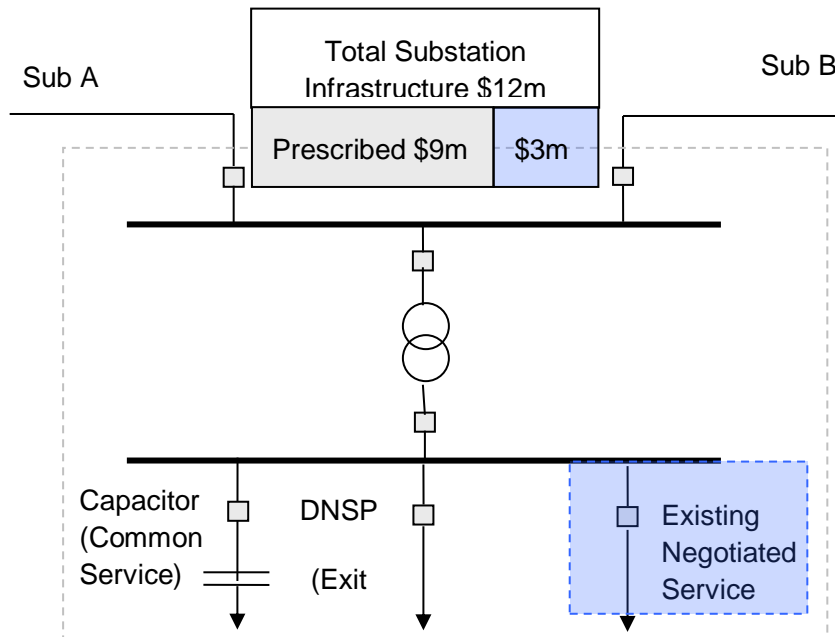 Total Substation
Infrastructure $12m
Sub A
Sub B
Prescribed $9m
$3m
Capacitor
(Common
Service)
DNSP
(Exit
Existing
Negotiated
Service